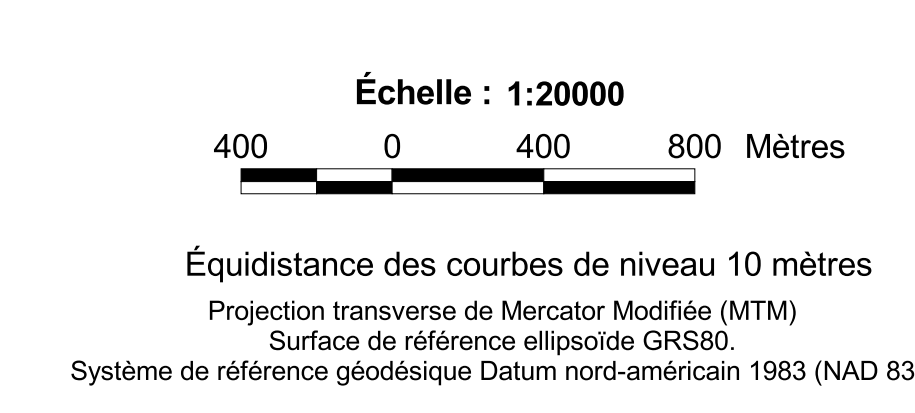 Échelle : 1:20000
400 0 400 800 Mètres
Équidistance des courbes de niveau 10 mètres
Projection transverse de Mercator Modifiée (MTM)
Surface de référence ellipsoïde GRS80.
Système de référence géodésique Datum nord-américain 1983 (NAD 83